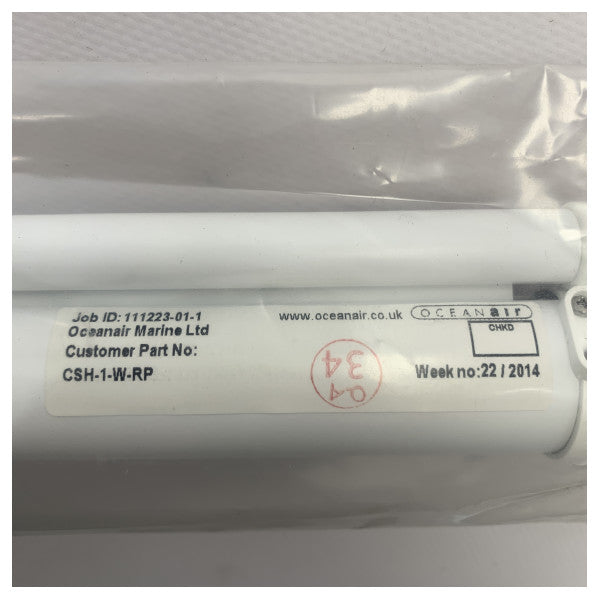 Job ID: 111223-01-1
Oceanair Marine Ltd
Customer Part No:
CSH-1-W-RP
www.oceanair.co.uk
OCEANair
CHKD
QA
34
Week no:22 / 2014